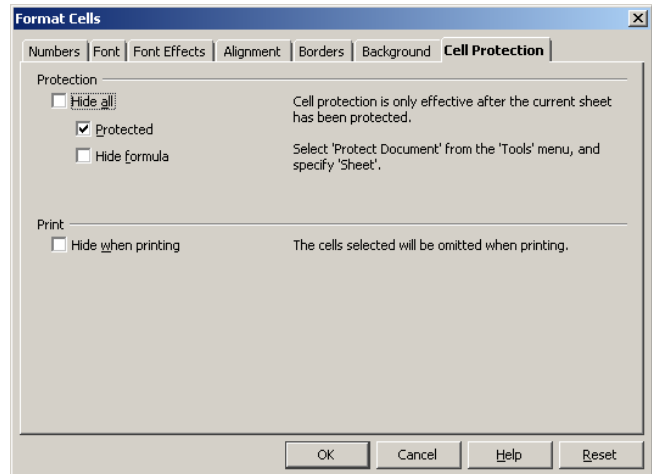 Format Cells
Numbers Font Font Effects Alignment Borders Background Cell Protection
Protection
Hide all
Cell protection is only effective after the current sheet
has been protected.
Protected
Hide formula
Select 'Protect Document' from the 'Tools' menu, and
specify 'Sheet'.
Print
Hide when printing
The cells selected will be omitted when printing.
OK Cancel Help Reset